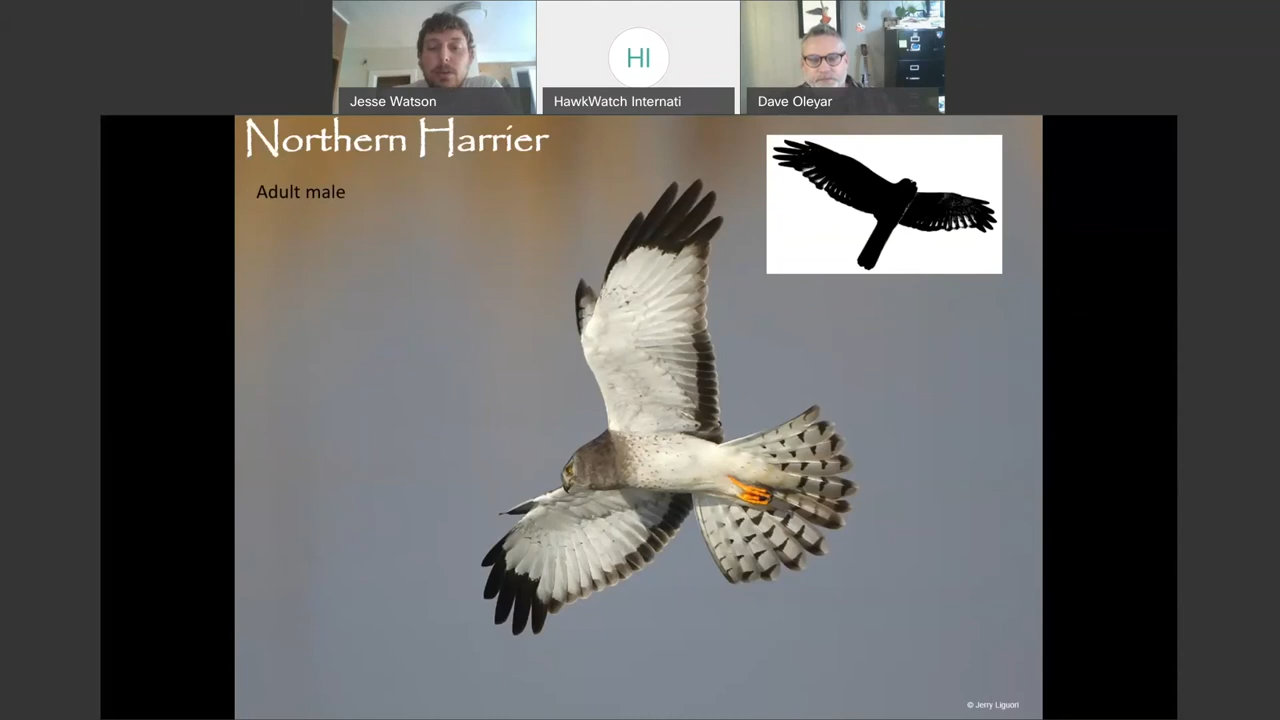 HI
Jesse Watson
HawkWatch Internati
Dave Oleyar
Northern Harrier
Adult male
© Jerry Liguori